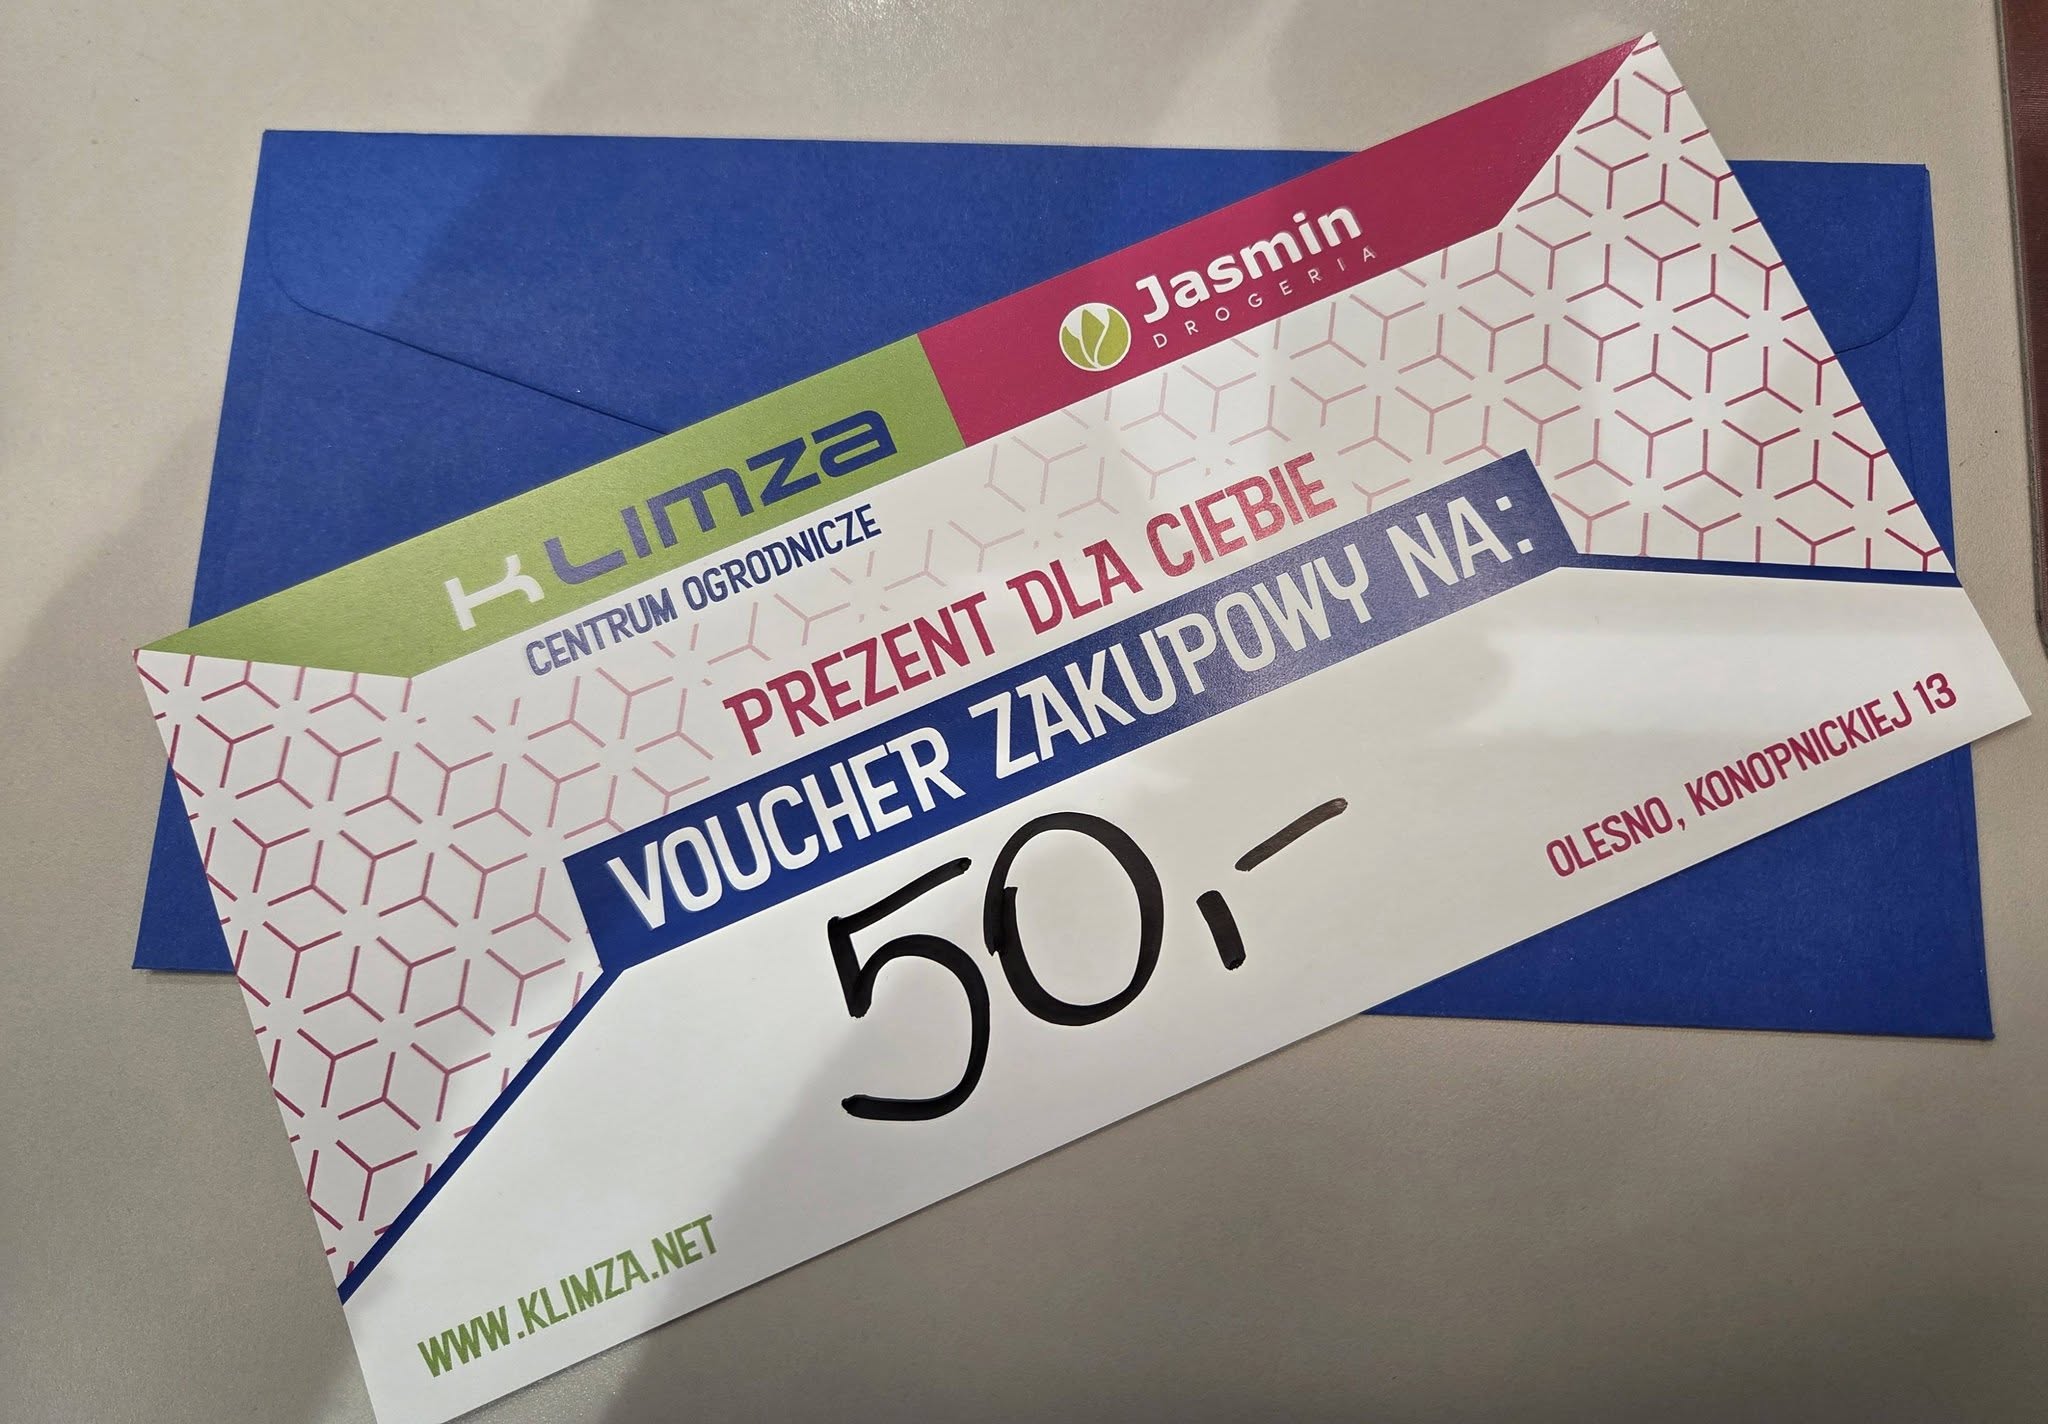 KLIMZA
CENTRUM OGRODNICZE
Jasmin
DROGERIA
PREZENT DLA CIEBIE
VOUCHER ZAKUPOWY NA:
50,-
OLESNO, KONOPNICKIEJ 13
WWW.KLIMZA.NET